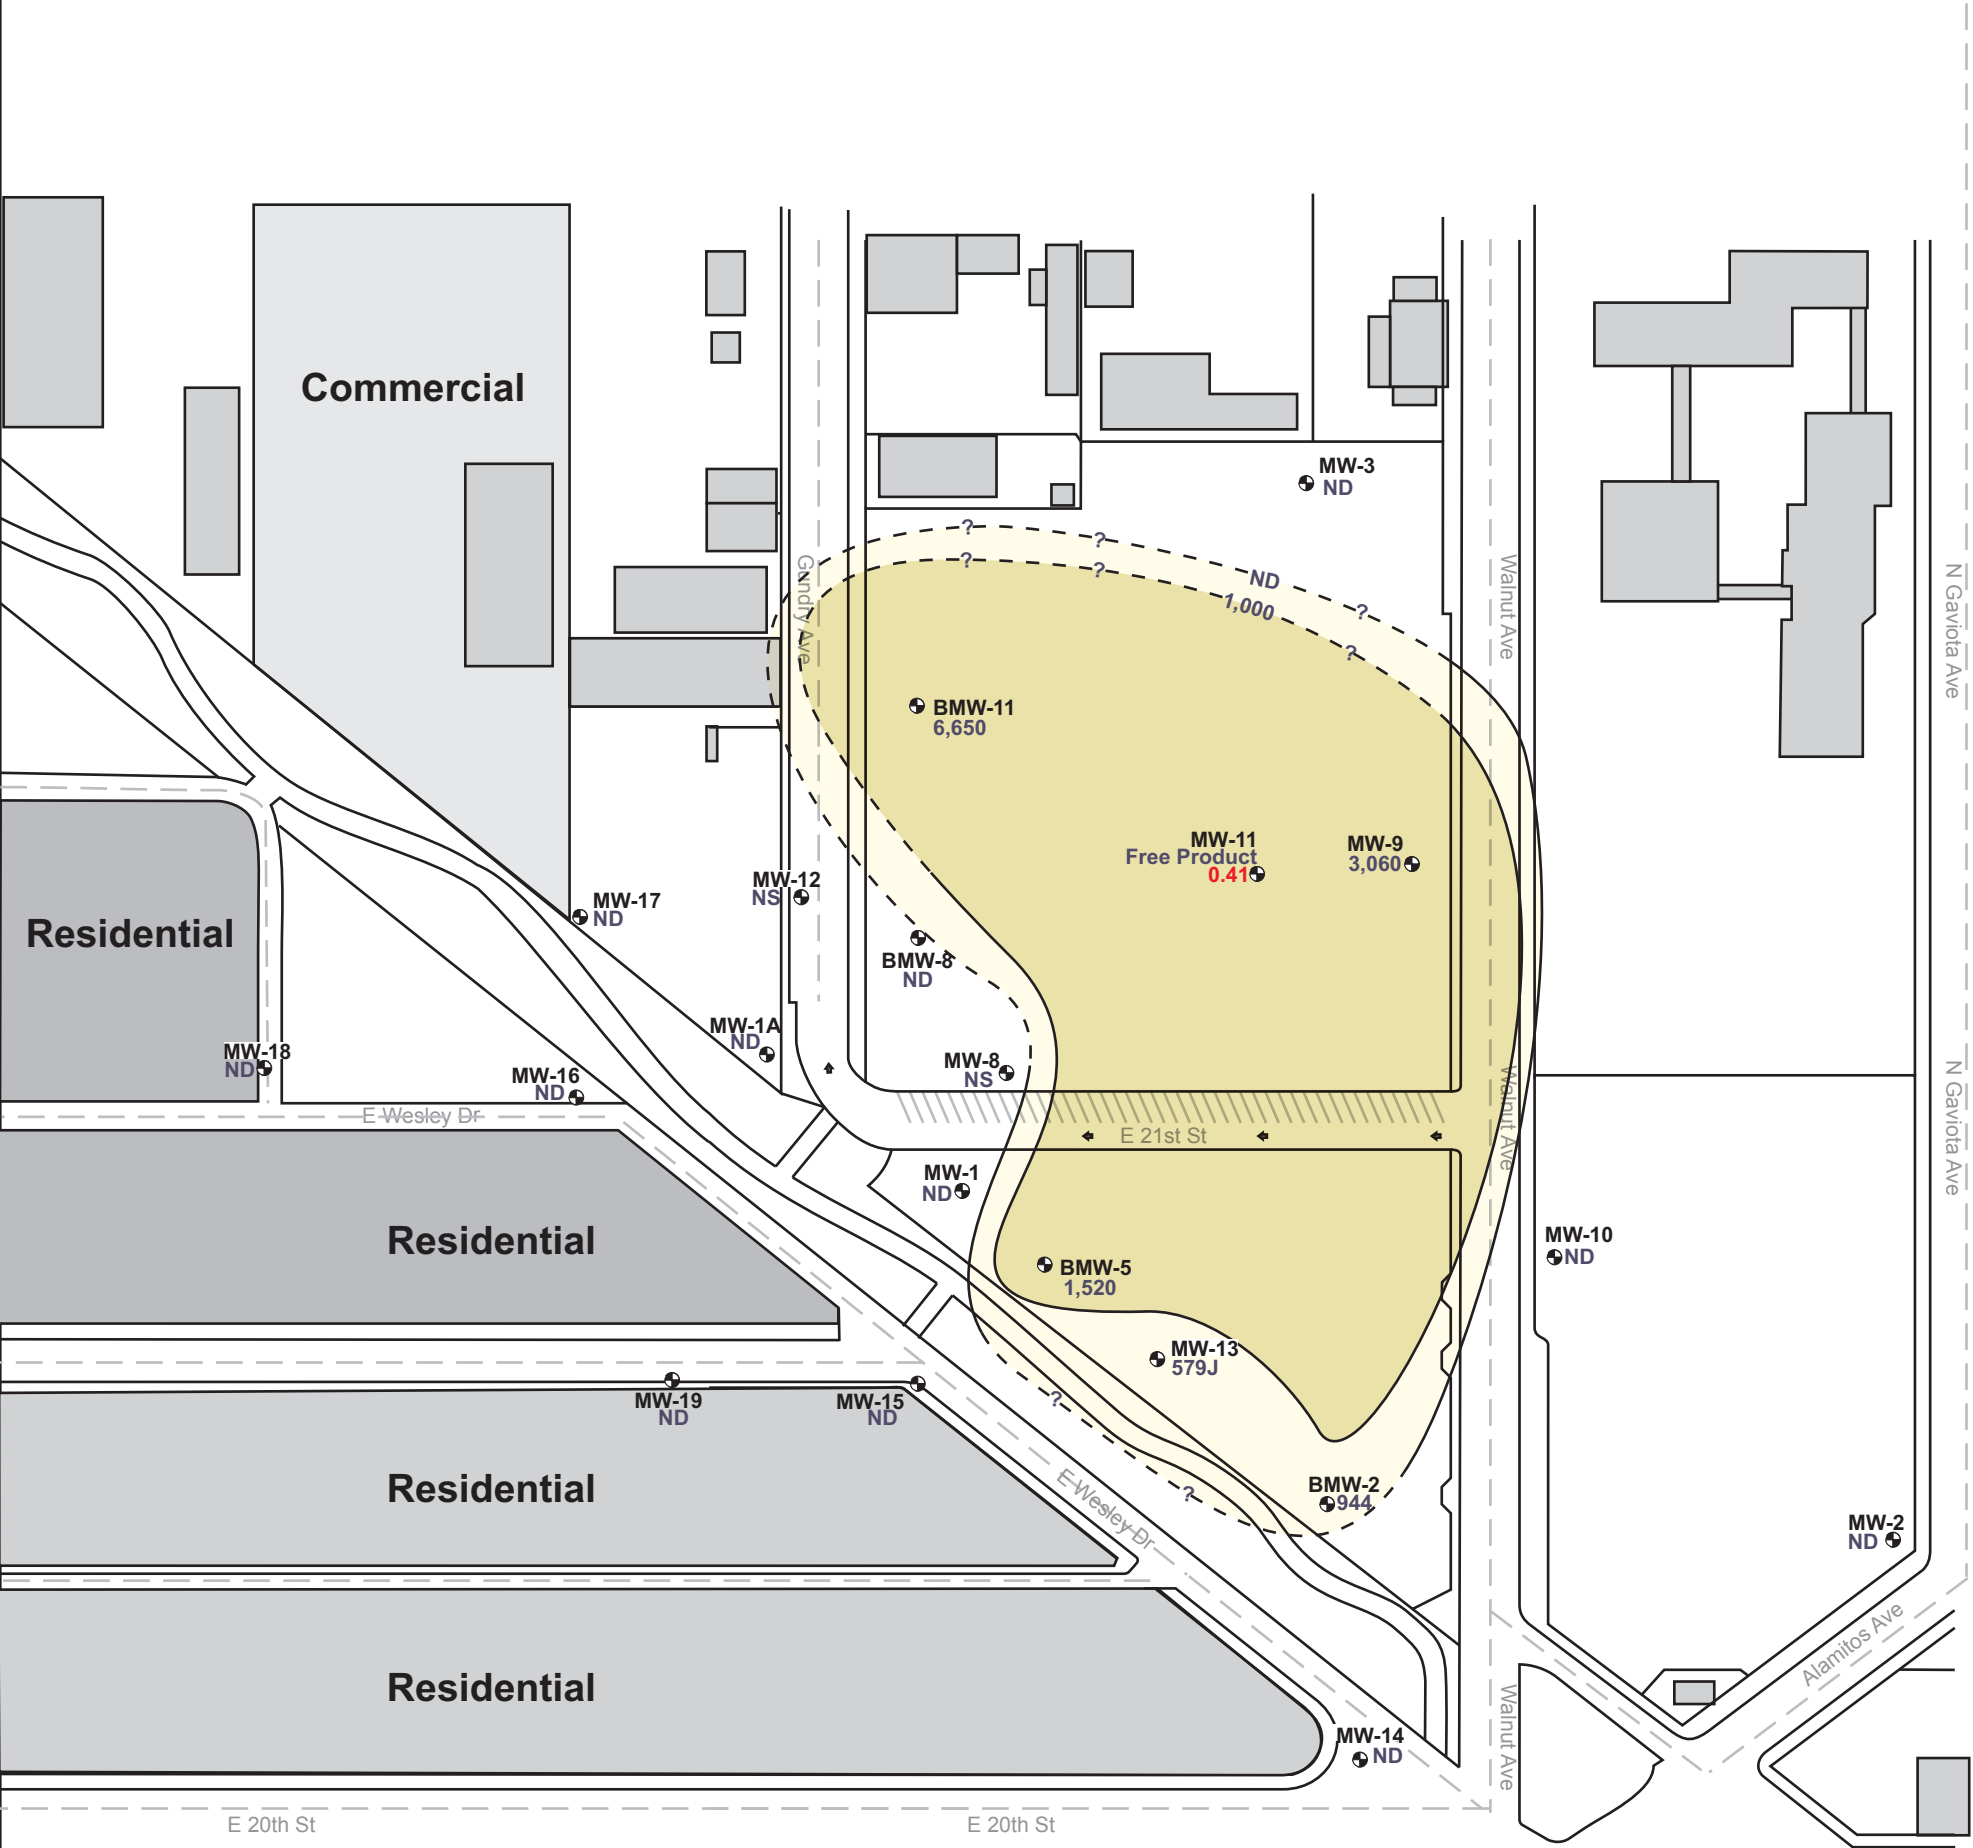 Commercial
MW-3
ND
?
?
?
?
ND
1,000
?
?
Gundry Ave
Walnut Ave
N Gaviota Ave
BMW-11
6,650
MW-11
Free Product
0.41
MW-9
3,060
MW-12
NS
MW-17
ND
Residential
BMW-8
ND
MW-1A
ND
MW-18
ND
MW-16
ND
MW-8
NS
Walnut Ave
N Gaviota Ave
E Wesley Dr
E 21st St
MW-1
ND
Residential
MW-10
ND
BMW-5
1,520
MW-13
579J
MW-19
ND
MW-15
ND
?
Residential
E Wesley Dr
?
BMW-2
944
MW-2
ND
Residential
Alamitos Ave
Walnut Ave
MW-14
ND
E 20th St
E 20th St